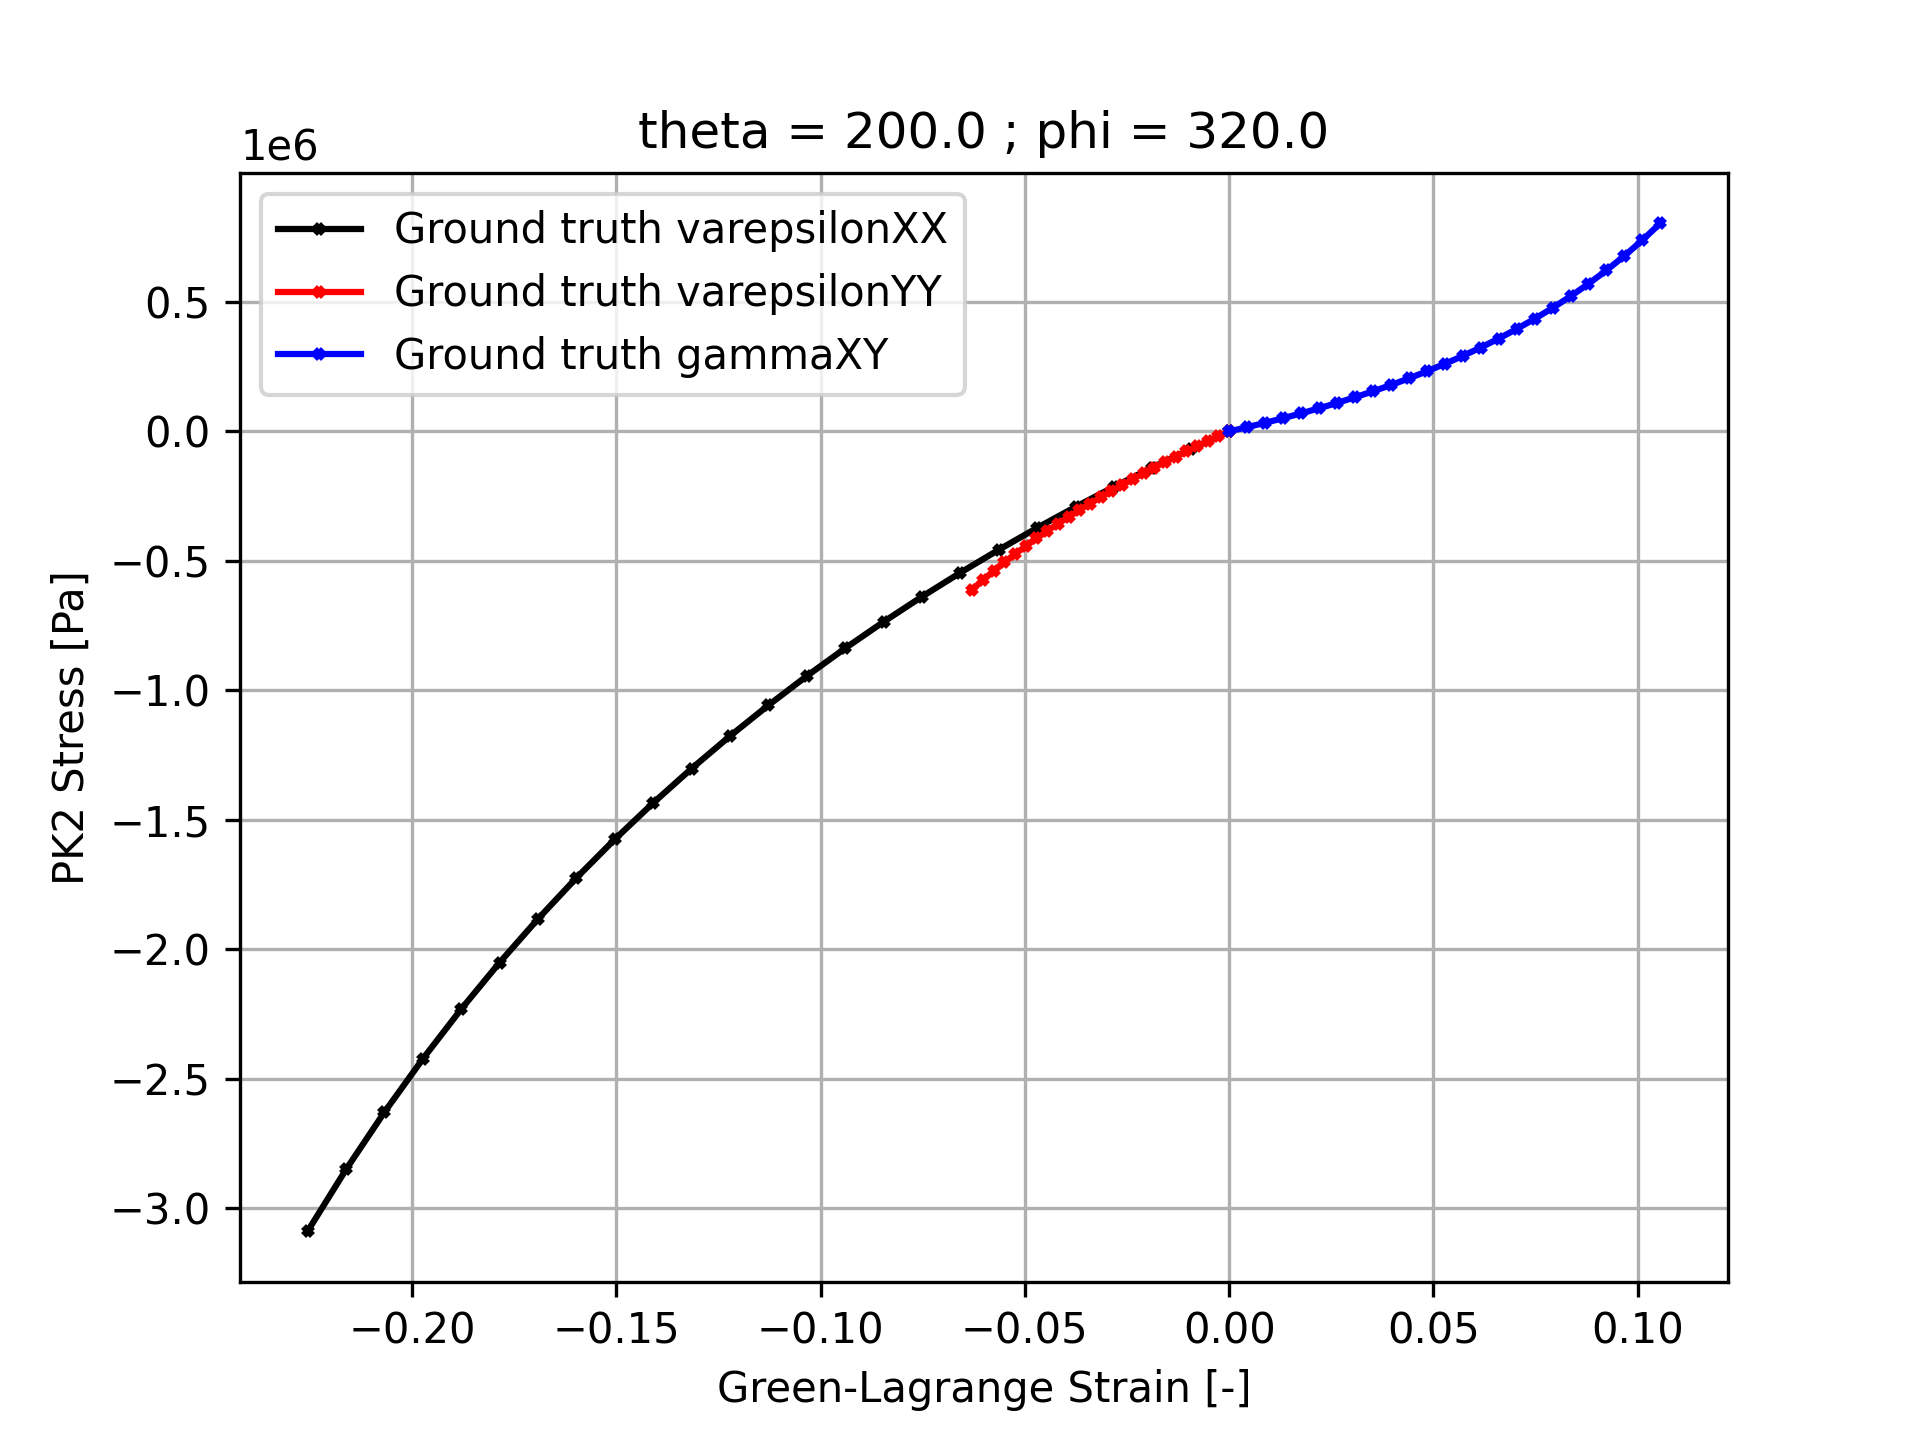 theta = 200.0 ; phi = 320.0
1e6
Ground truth varepsilonXX
Ground truth varepsilonYY
Ground truth gammaXY
0.5
0.0
−0.5
−1.0
−1.5
−2.0
−2.5
−3.0
PK2 Stress [Pa]
−0.20 −0.15 −0.10 −0.05 0.00 0.05 0.10
Green-Lagrange Strain [-]